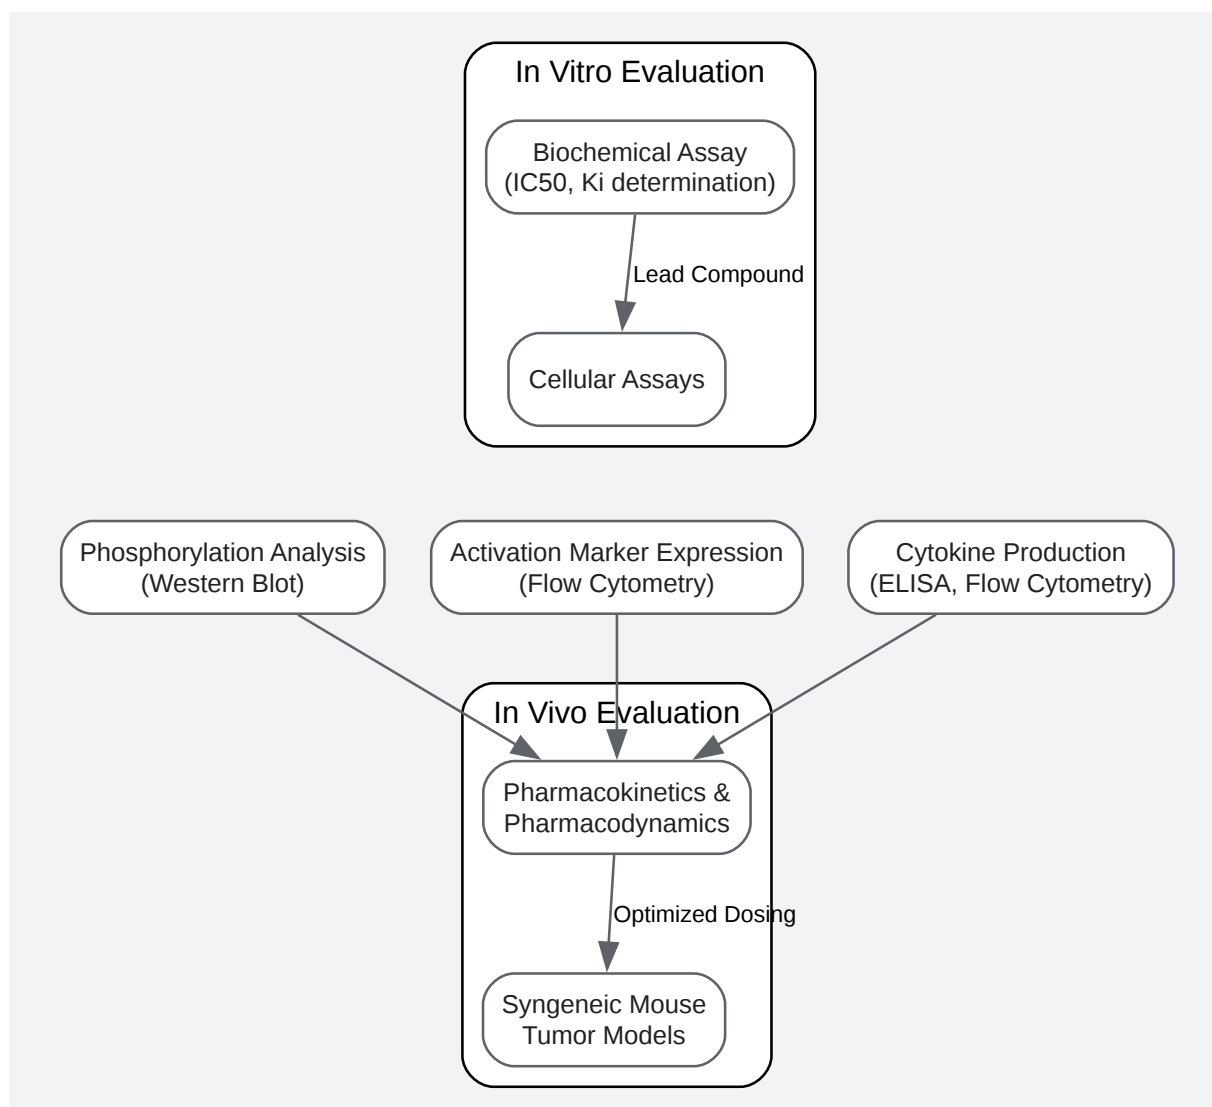 In Vitro Evaluation
Biochemical Assay
(IC50, Ki determination)
Lead Compound
Cellular Assays
Phosphorylation Analysis
(Western Blot)
Activation Marker Expression
(Flow Cytometry)
Cytokine Production
(ELISA, Flow Cytometry)
In Vivo Evaluation
Pharmacokinetics &
Pharmacodynamics
Optimized Dosing
Syngeneic Mouse
Tumor Models